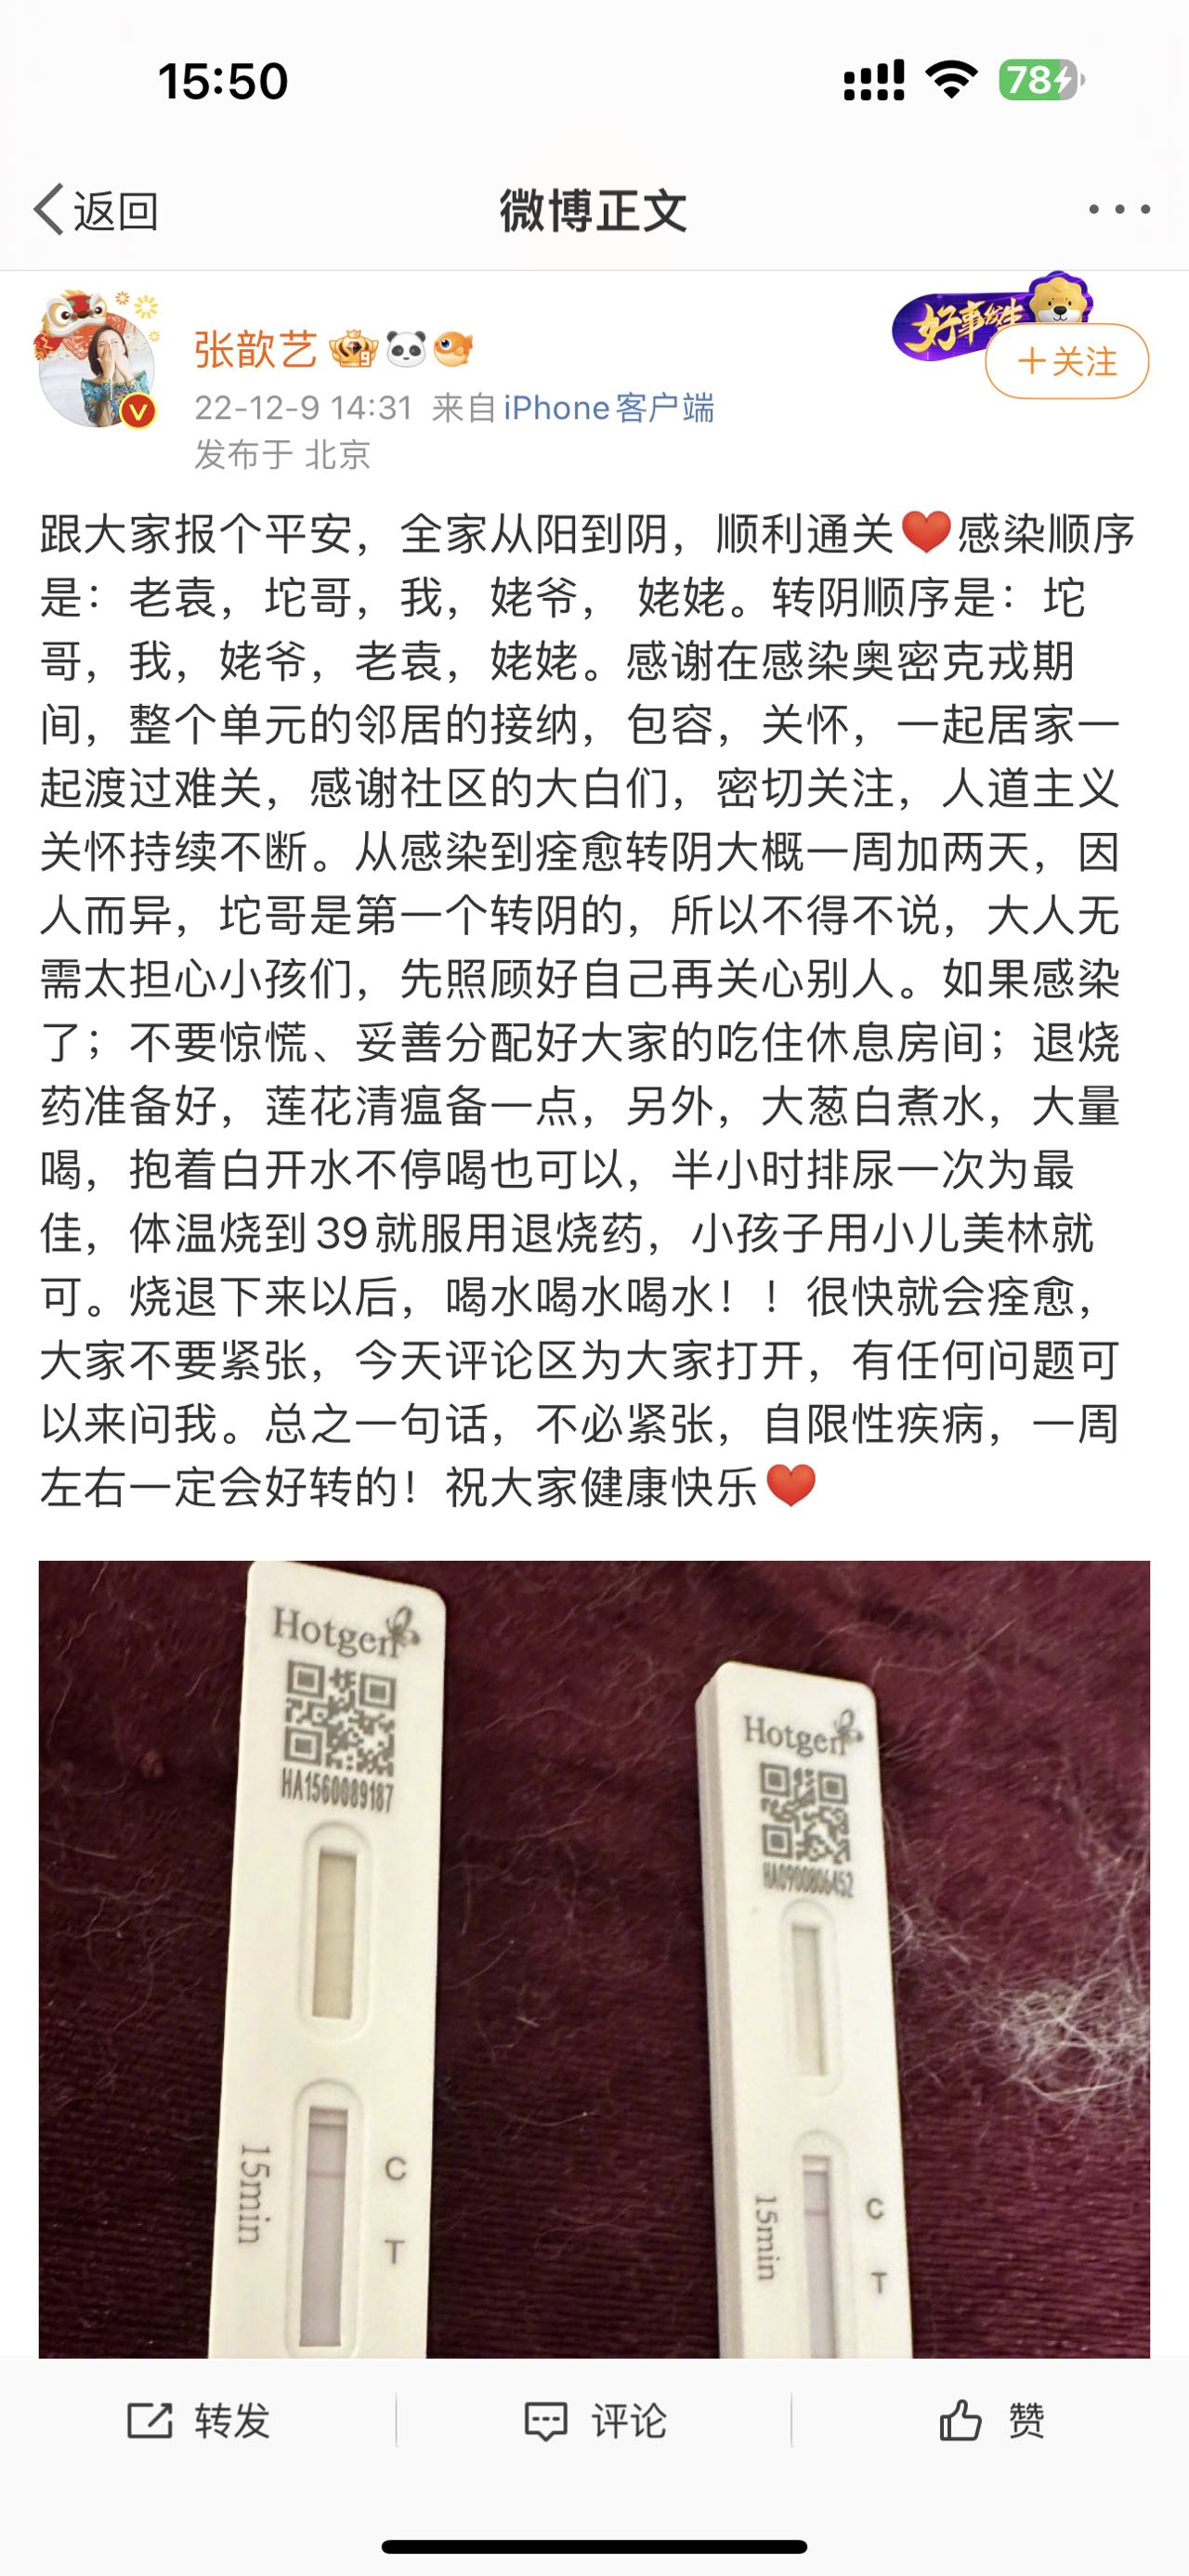 15:50
78
返回
微博正文
张歆艺
好事发生
+关注
22-12-9 14:31 来自 iPhone客户端
发布于 北京
跟大家报个平安，全家从阳到阴，顺利通关❤️感染顺序
是：老袁，坨哥，我，姥爷， 姥姥。转阴顺序是：坨
哥，我，姥爷，老袁，姥姥。感谢在感染奥密克戎期
间，整个单元的邻居的接纳，包容，关怀，一起居家一
起渡过难关，感谢社区的大白们，密切关注，人道主义
关怀持续不断。从感染到痊愈转阴大概一周加两天，因
人而异，坨哥是第一个转阴的，所以不得不说，大人无
需太担心小孩们，先照顾好自己再关心别人。如果感染
了；不要惊慌、妥善分配好大家的吃住休息房间；退烧
药准备好，莲花清瘟备一点，另外，大葱白煮水，大量
喝，抱着白开水不停喝也可以，半小时排尿一次为最
佳，体温烧到39就服用退烧药，小孩子用小儿美林就
可。烧退下来以后，喝水喝水喝水！！很快就会痊愈，
大家不要紧张，今天评论区为大家打开，有任何问题可
以来问我。总之一句话，不必紧张，自限性疾病，一周
左右一定会好转的！祝大家健康快乐❤️
Hotgen
HA1560089187
15min
C
T
Hotgen
HA0900806452
15min
C
T
转发
评论
赞